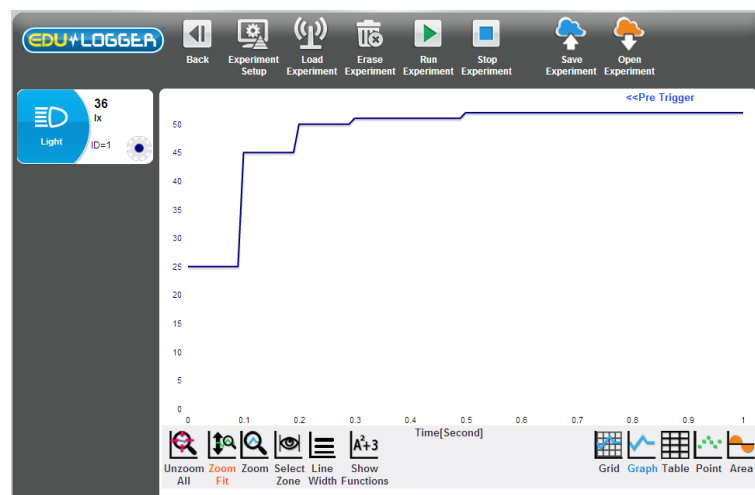 EDU LOGGER
Back
Experiment Setup
Load Experiment
Erase Experiment
Run Experiment
Stop Experiment
Save Experiment
Open Experiment
36
lx
Light
ID=1
<<Pre Trigger
50
45
40
35
30
25
20
15
10
5
0
0 0.1 0.2 0.3 0.4 0.5 0.6 0.7 0.8 0.9 1
Time[Second]
A²+3
Unzoom All
Zoom Fit
Zoom
Select Zone
Line Width
Show Functions
Grid
Graph
Table
Point
Area